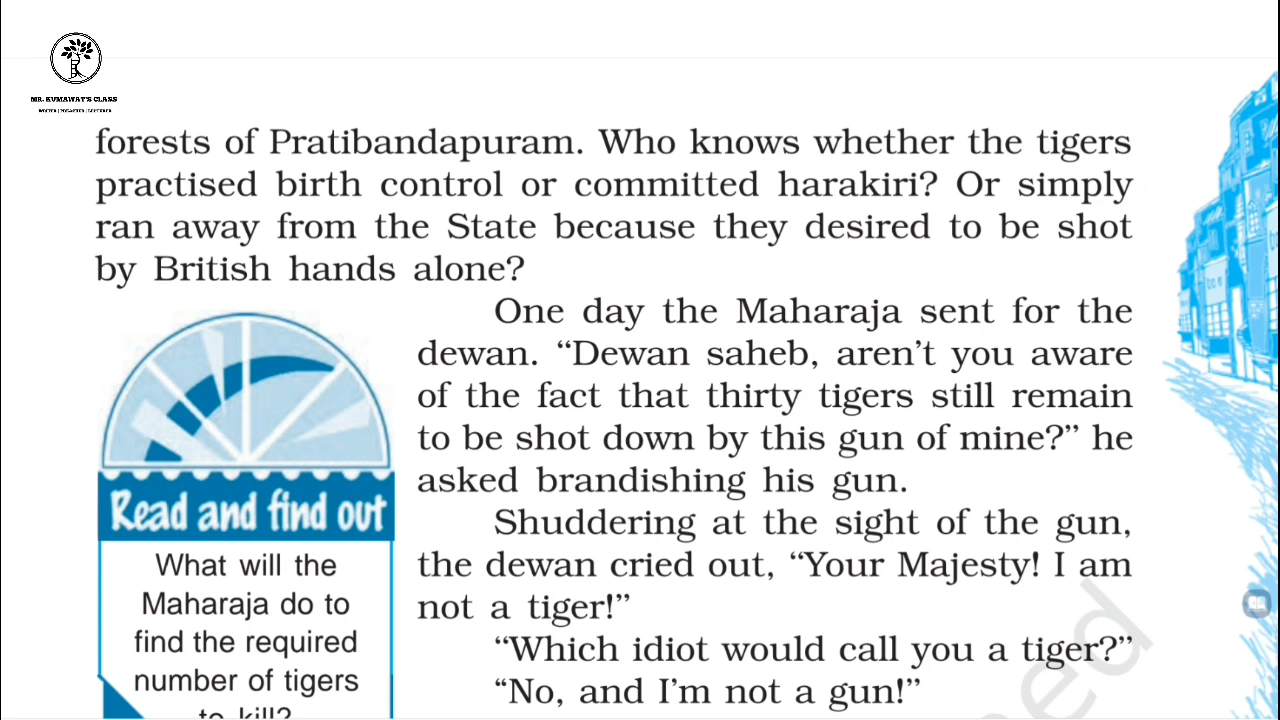 MR. KUMAWAT'S CLASS
forests of Pratibandapuram. Who knows whether the tigers
practised birth control or committed harakiri? Or simply
ran away from the State because they desired to be shot
by British hands alone?
One day the Maharaja sent for the
dewan. “Dewan saheb, aren’t you aware
of the fact that thirty tigers still remain
to be shot down by this gun of mine?” he
asked brandishing his gun.
Shuddering at the sight of the gun,
the dewan cried out, “Your Majesty! I am
not a tiger!”
“Which idiot would call you a tiger?”
“No, and I’m not a gun!”
Read and find out
What will the
Maharaja do to
find the required
number of tigers
to kill?